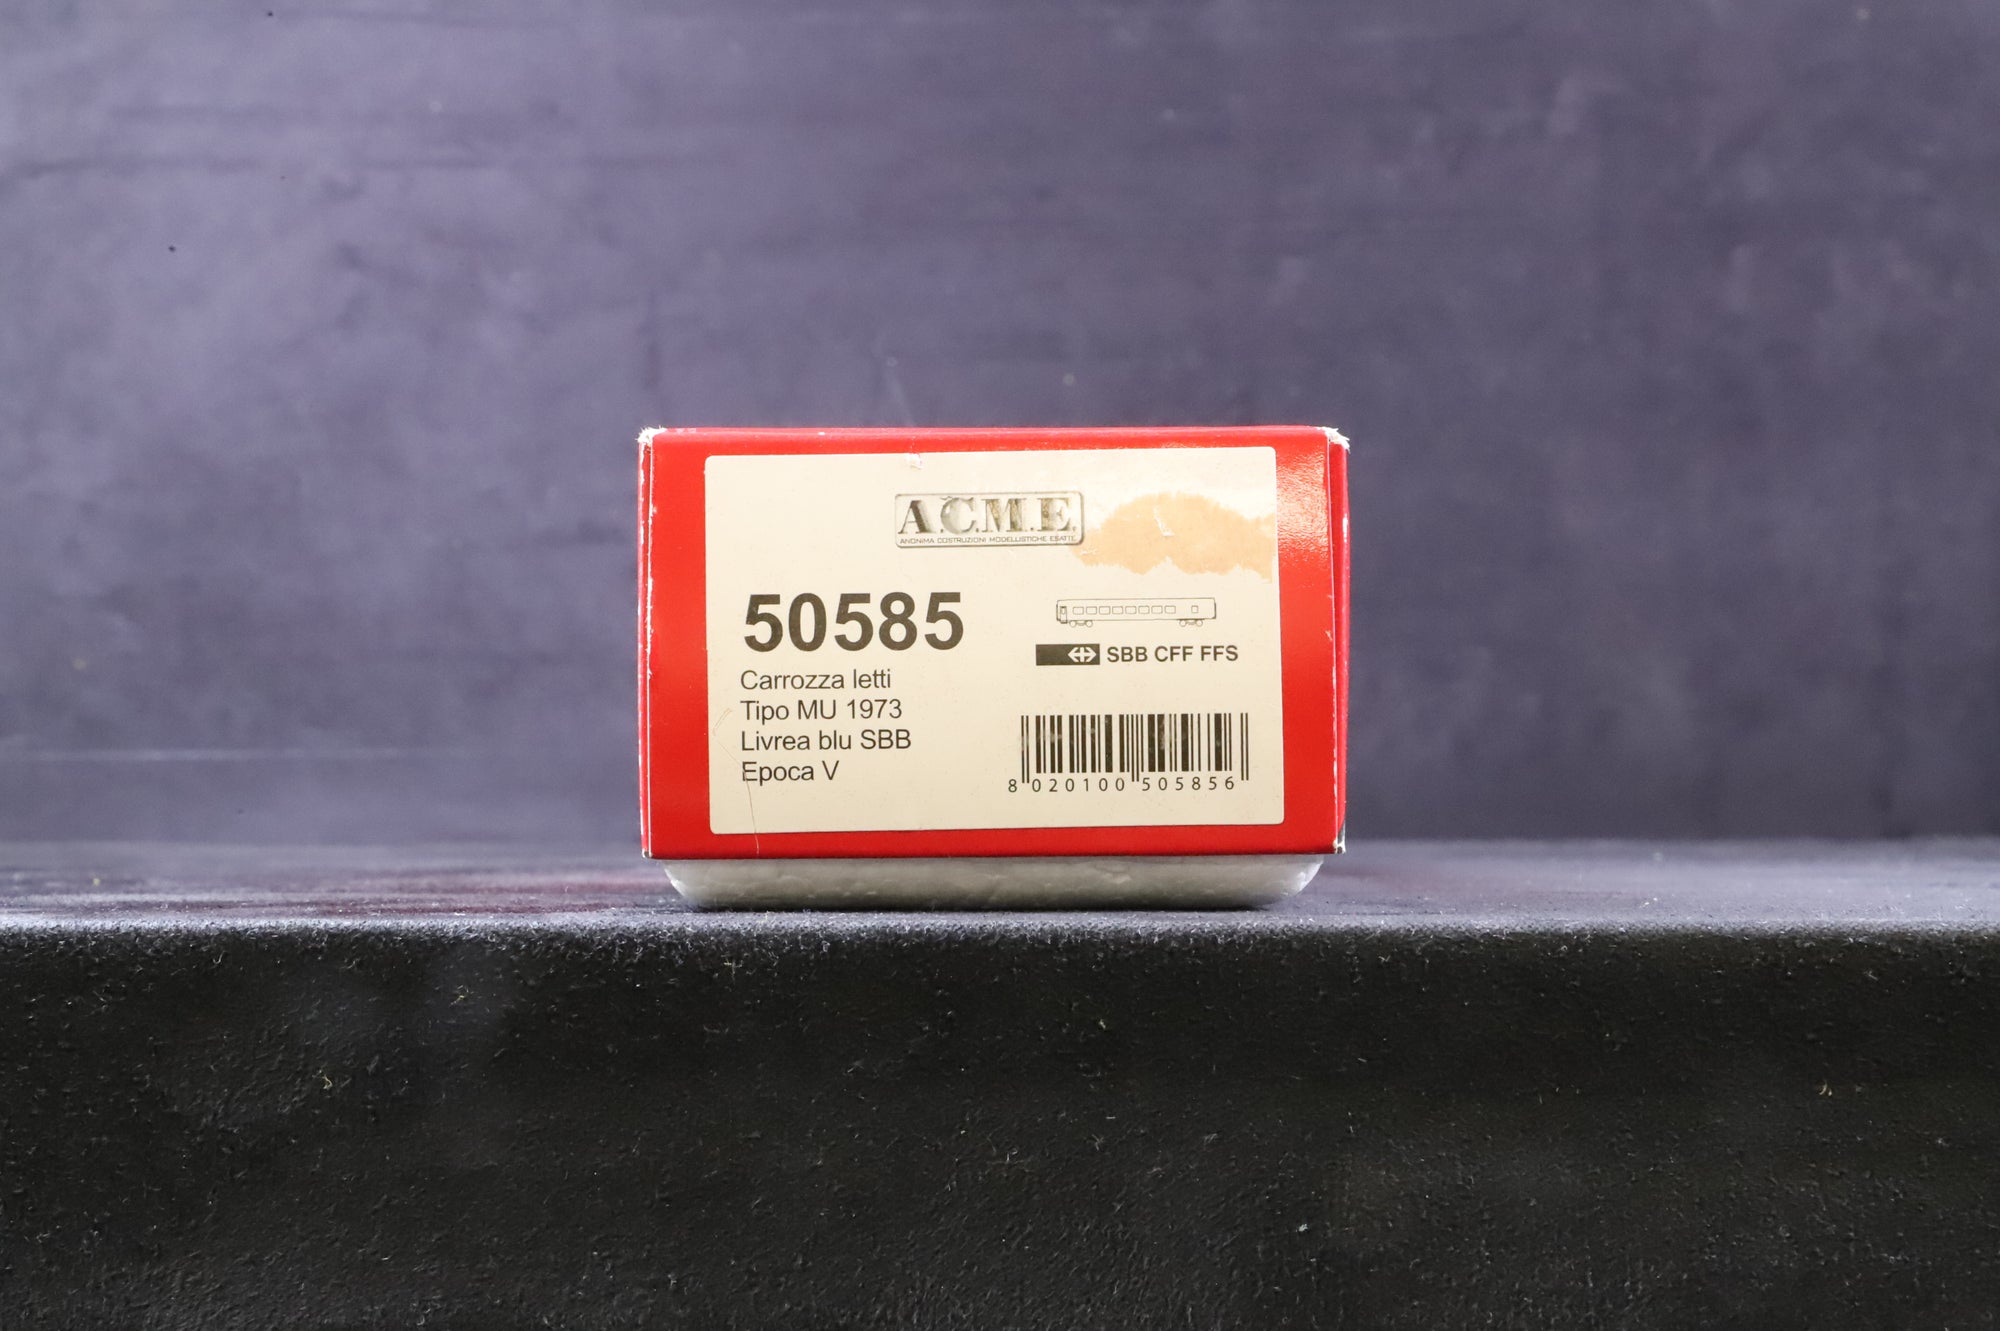 A.C.M.E.
ANONIMA COSTRUZIONI MODELLISTICHE ESATTE
50585
Carrozza letti
Tipo MU 1973
Livrea blu SBB
Epoca V
SBB CFF FFS
8 020100 505856